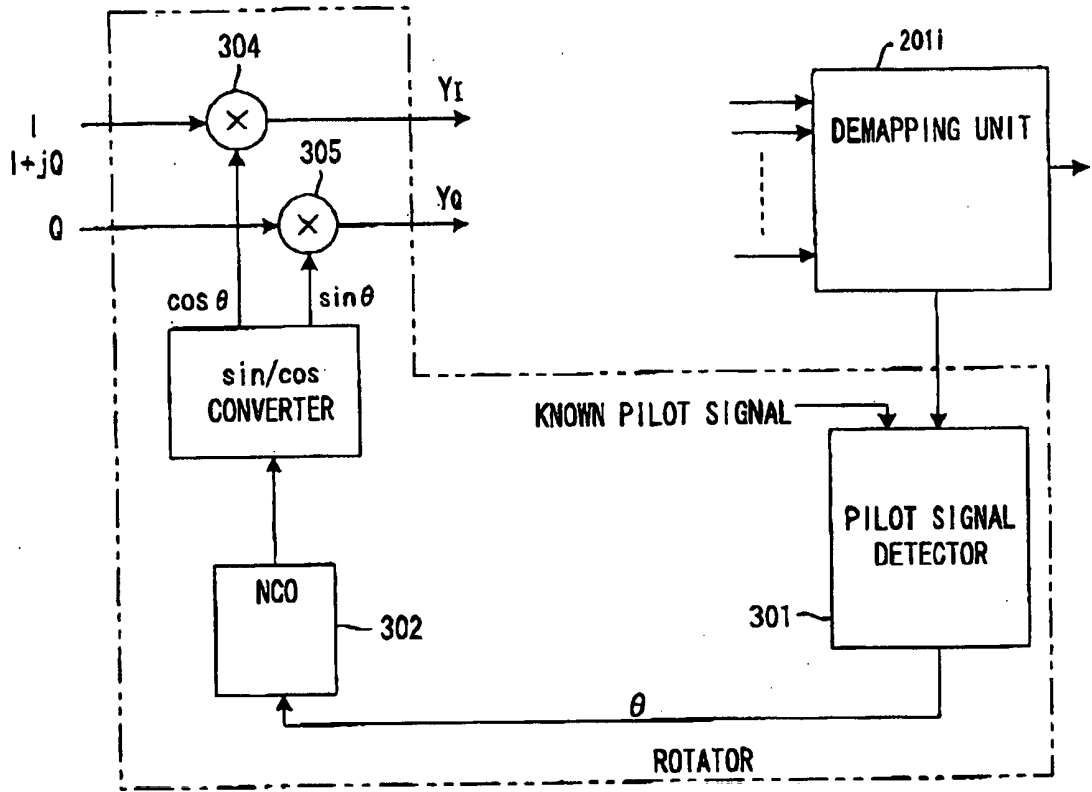 304
201i
I
I+jQ
Q
×
YI
DEMAPPING UNIT
305
×
YQ
cos θ
sin θ
sin/cos
CONVERTER
KNOWN PILOT SIGNAL
PILOT SIGNAL
DETECTOR
NCO
302
301
θ
ROTATOR